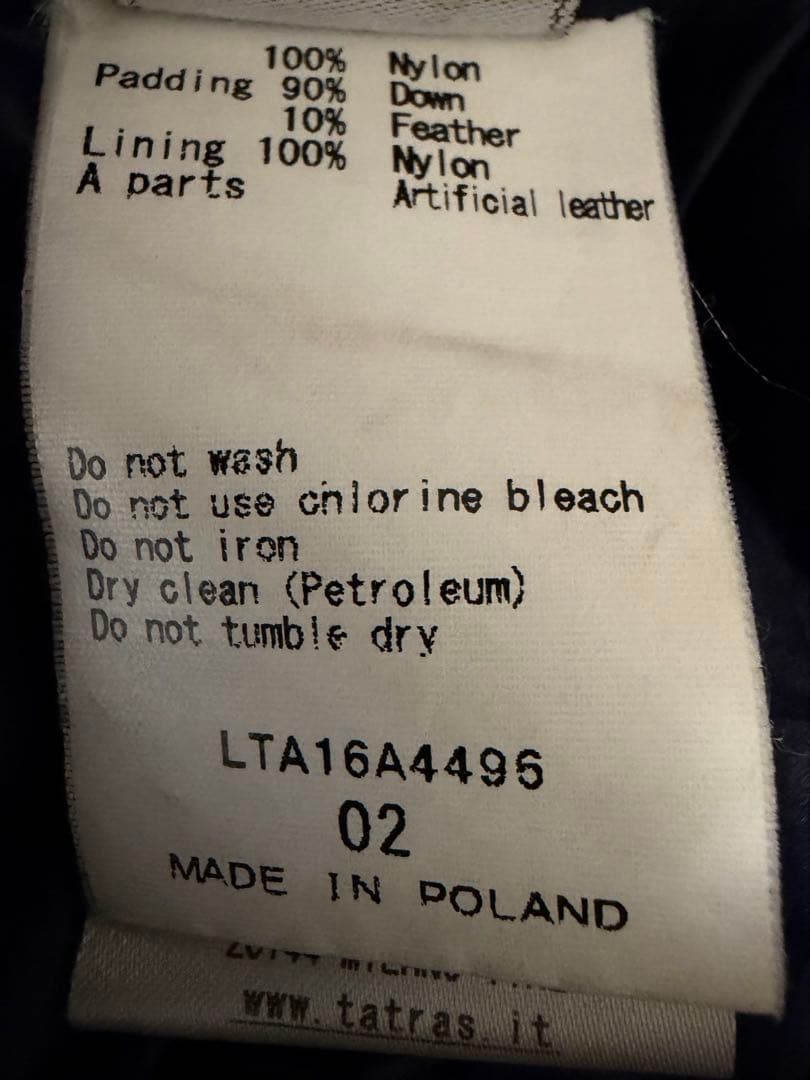 100% Nylon
Padding 90% Down
10% Feather
Lining 100% Nylon
A parts Artificial leather
Do not wash
Do not use chlorine bleach
Do not iron
Dry clean (Petroleum)
Do not tumble dry
LTA16A4496
02
MADE IN POLAND
www.tatras.it